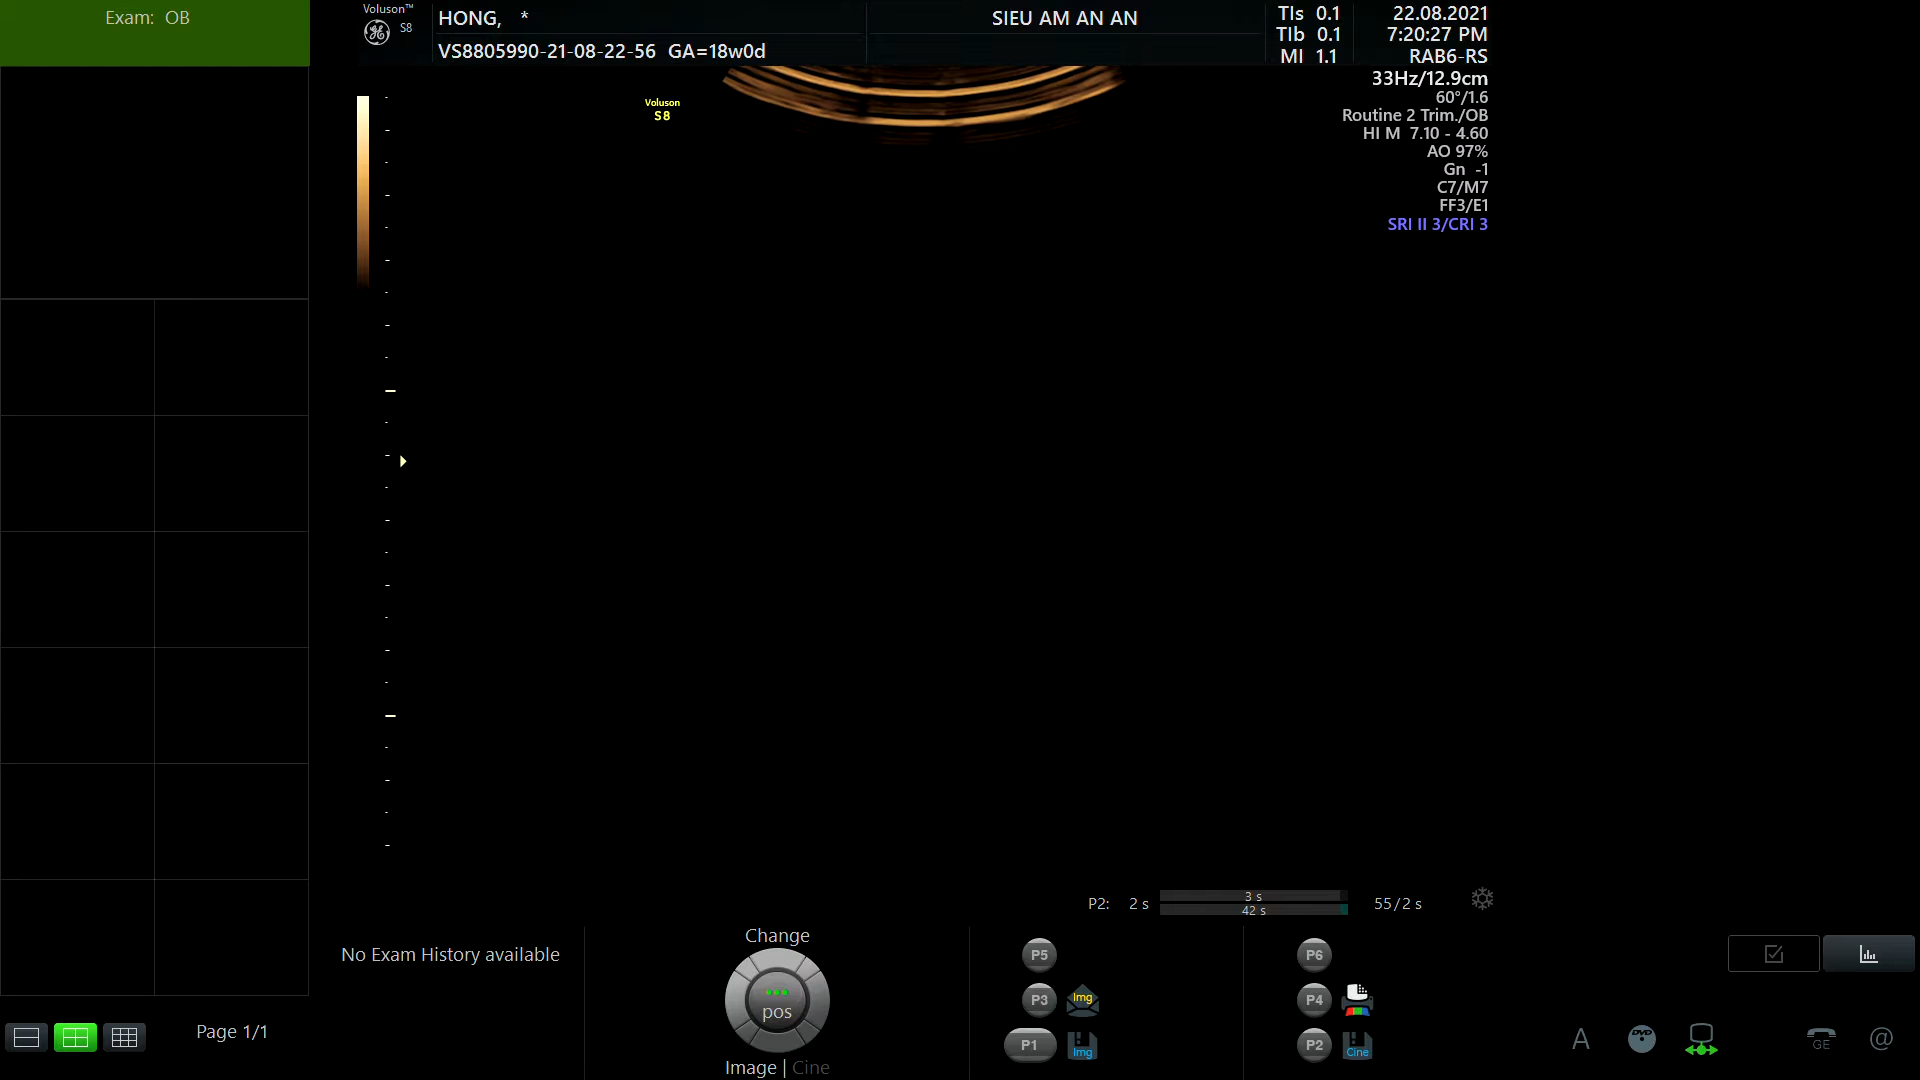 Exam: OB
Voluson™
S8
HONG, *
SIEU AM AN AN
TIs 0.1
22.08.2021
VS8805990-21-08-22-56 GA=18w0d
TIb 0.1
7:20:27 PM
MI 1.1
RAB6-RS
33Hz/12.9cm
60°/1.6
Routine 2 Trim./OB
HI M 7.10 - 4.60
AO 97%
Gn -1
C7/M7
FF3/E1
SRI II 3/CRI 3
Voluson
S8
P2: 2 s
3 s
42 s
55/2 s
No Exam History available
Change
pos
Image | Cine
P5
P3 Img
P1 Img
P6
P4
P2 Cine
Page 1/1
A
DVD
GE
@